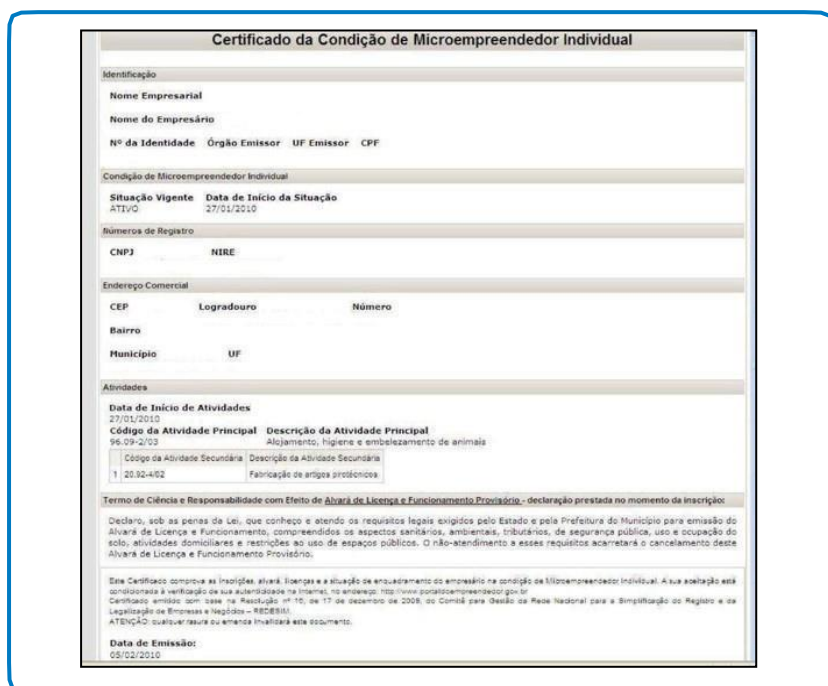 Certificado da Condição de Microempreendedor Individual
Identificação
Nome Empresarial
Nome do Empresário
Nº da Identidade Órgão Emissor UF Emissor CPF
Condição de Microempreendedor Individual
Situação Vigente Data de Início da Situação
ATIVO 27/01/2010
Números de Registro
CNPJ NIRE
Endereço Comercial
CEP Logradouro Número
Bairro
Município UF
Atividades
Data de Início de Atividades
27/01/2010
Código da Atividade Principal Descrição da Atividade Principal
96.09-2/03 Alojamento, higiene e embelezamento de animais
Código da Atividade Secundária Descrição da Atividade Secundária
1 20.92-4/02 Fabricação de artigos pirotécnicos
Termo de Ciência e Responsabilidade com Efeito de Alvará de Licença e Funcionamento Provisório - declaração prestada no momento da inscrição:
Declaro, sob as penas da Lei, que conheço e atendo os requisitos legais exigidos pelo Estado e pela Prefeitura do Município para emissão do
Alvará de Licença e Funcionamento, compreendidos os aspectos sanitários, ambientais, tributários, de segurança pública, uso e ocupação do
solo, atividades domiciliares e restrições ao uso de espaços públicos. O não-atendimento a esses requisitos acarretará o cancelamento deste
Alvará de Licença e Funcionamento Provisório.
Este Certificado comprova as inscrições, alvará, licenças e a situação de enquadramento do empresário na condição de Microempreendedor Individual. A sua aceitação está
condicionada à verificação de sua autenticidade na Internet, no endereço: http://www.portaldoempreendedor.gov.br
Certificado emitido com base na Resolução nº 16, de 17 de dezembro de 2009, do Comitê para Gestão da Rede Nacional para a Simplificação do Registro e da
Legalização de Empresas e Negócios – REDESIM.
ATENÇÃO: qualquer rasura ou emenda invalidará este documento.
Data de Emissão:
05/02/2010